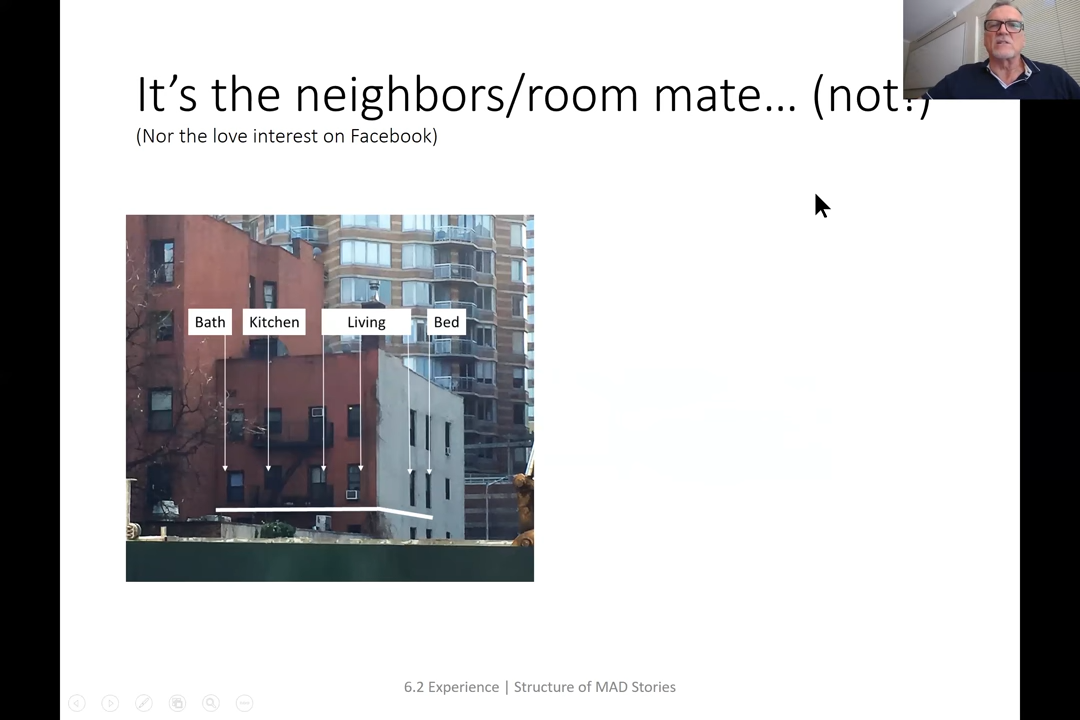 It’s the neighbors/room mate… (not?)
(Nor the love interest on Facebook)
Bath Kitchen Living Bed
6.2 Experience | Structure of MAD Stories